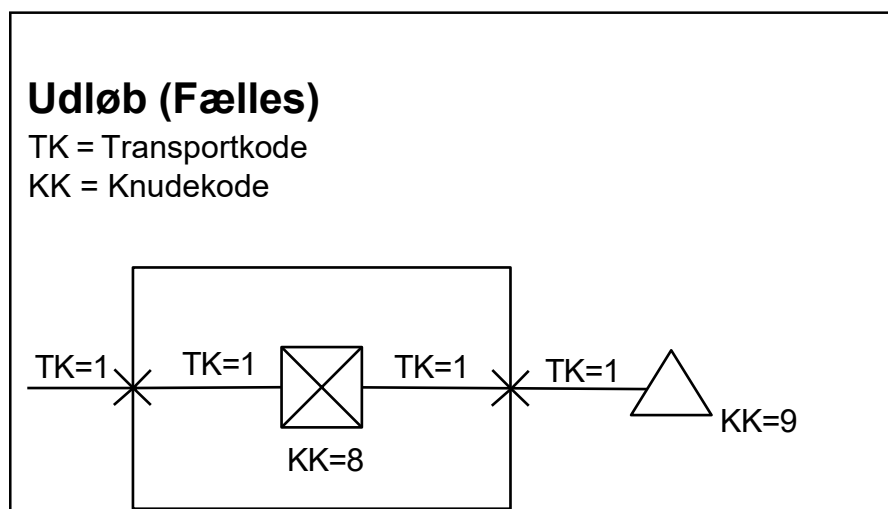 Udløb (Fælles)
TK = Transportkode
KK = Knudekode
TK=1 TK=1 TK=1 TK=1
KK=8
KK=9